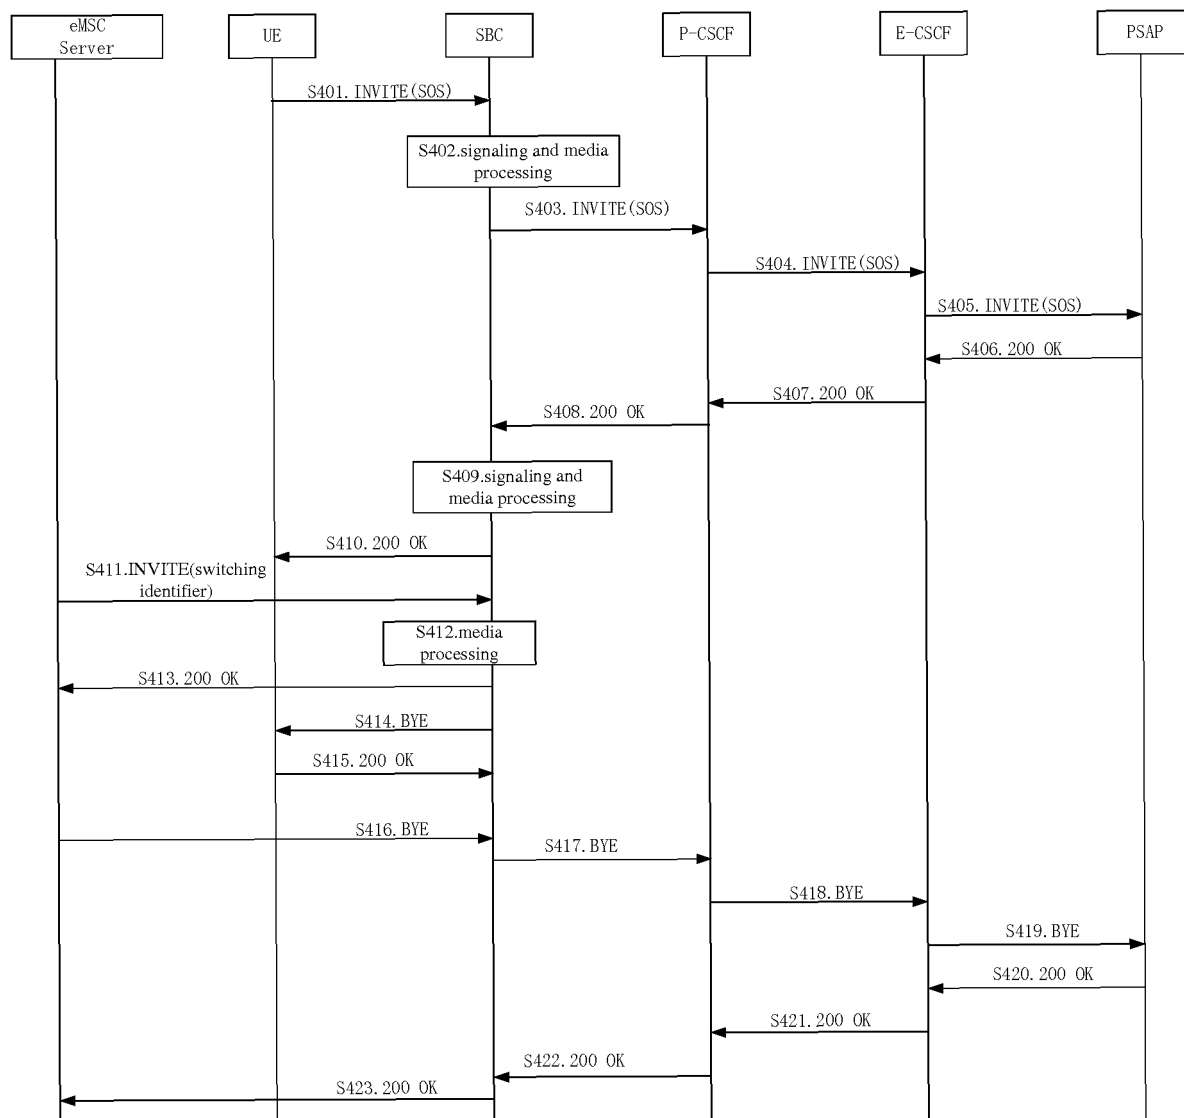 eMSC
Server
UE
SBC
P-CSCF
E-CSCF
PSAP
S401.INVITE(SOS)
S402.signaling and media
processing
S403.INVITE(SOS)
S404.INVITE(SOS)
S405.INVITE(SOS)
S406.200 OK
S407.200 OK
S408.200 OK
S409.signaling and
media processing
S410.200 OK
S411.INVITE(switching
identifier)
S412.media
processing
S413.200 OK
S414.BYE
S415.200 OK
S416.BYE
S417.BYE
S418.BYE
S419.BYE
S420.200 OK
S421.200 OK
S422.200 OK
S423.200 OK